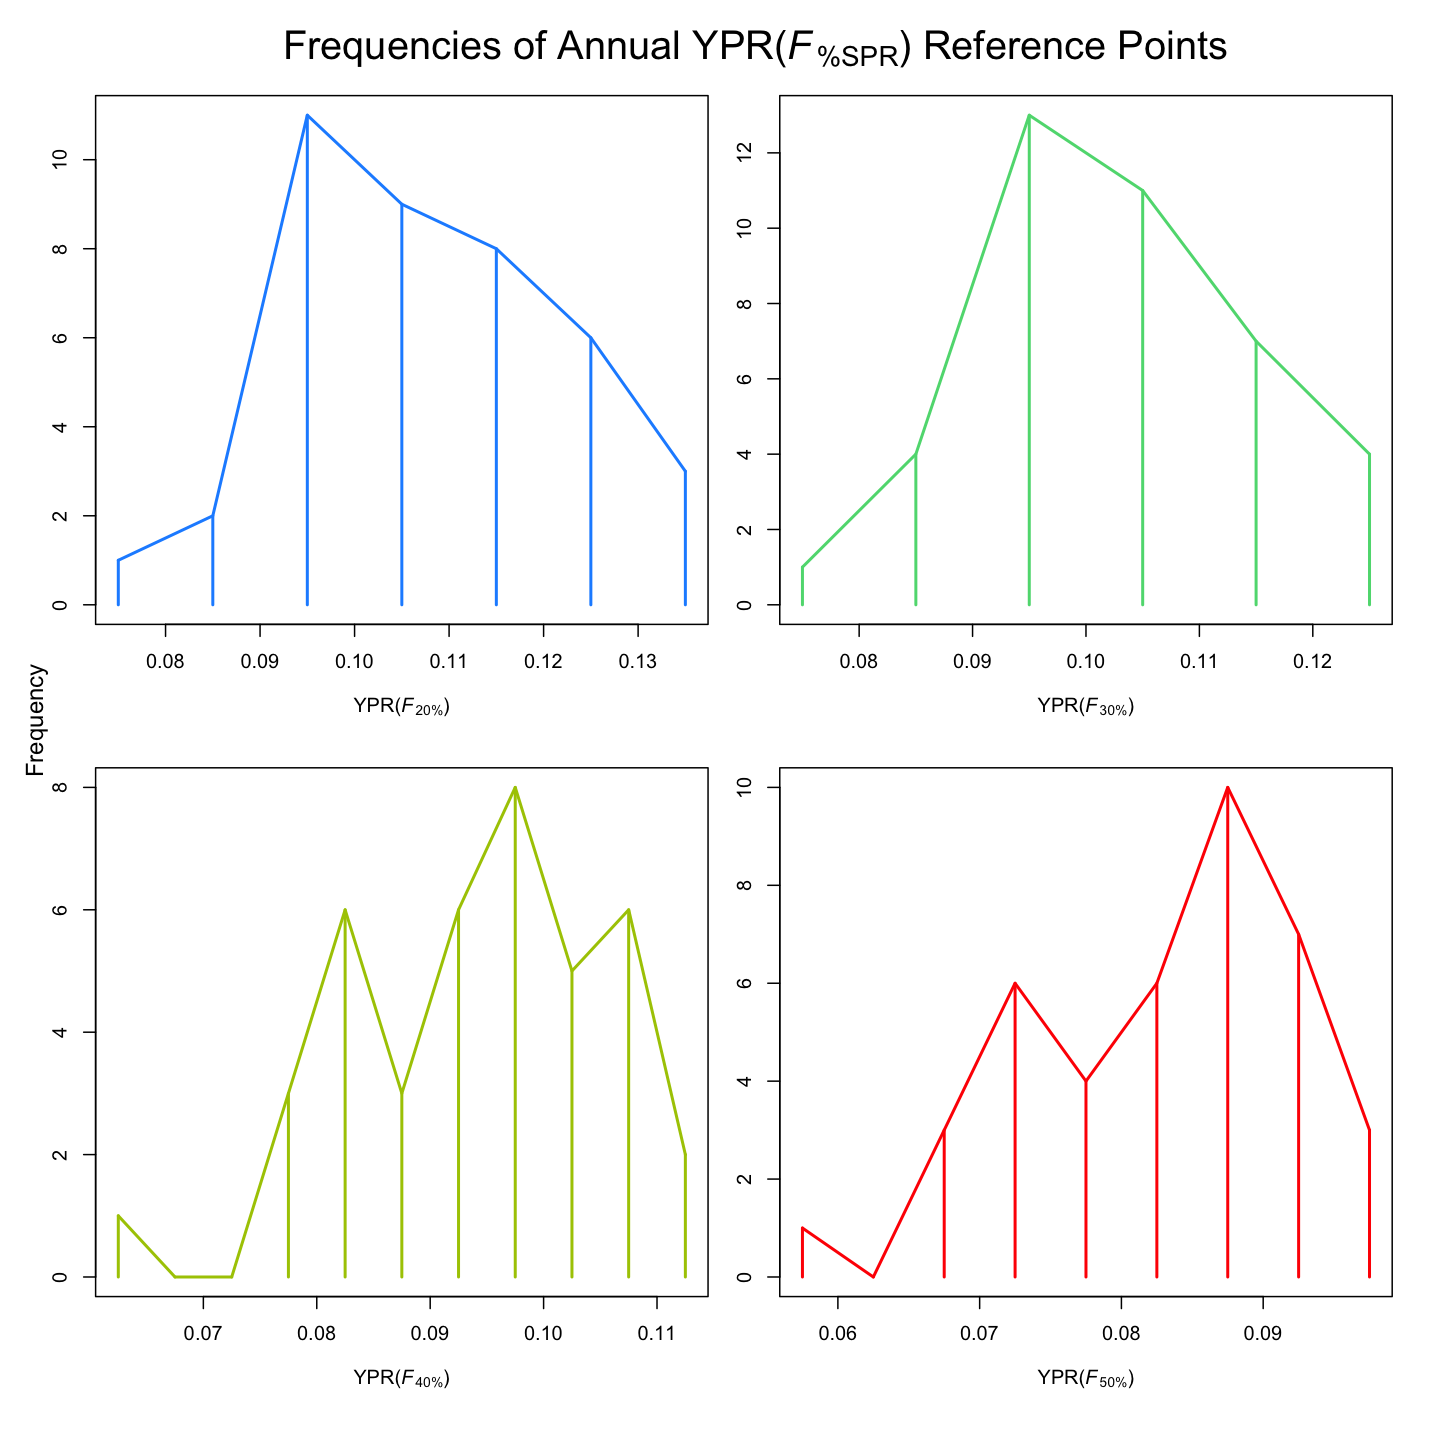 Frequencies of Annual YPR(F%SPR) Reference Points
Frequency
0 2 4 6 8 10
0.08 0.09 0.10 0.11 0.12 0.13
YPR(F20%)
0 2 4 6 8 10 12
0.08 0.09 0.10 0.11 0.12
YPR(F30%)
0 2 4 6 8
0.07 0.08 0.09 0.10 0.11
YPR(F40%)
0 2 4 6 8 10
0.06 0.07 0.08 0.09
YPR(F50%)